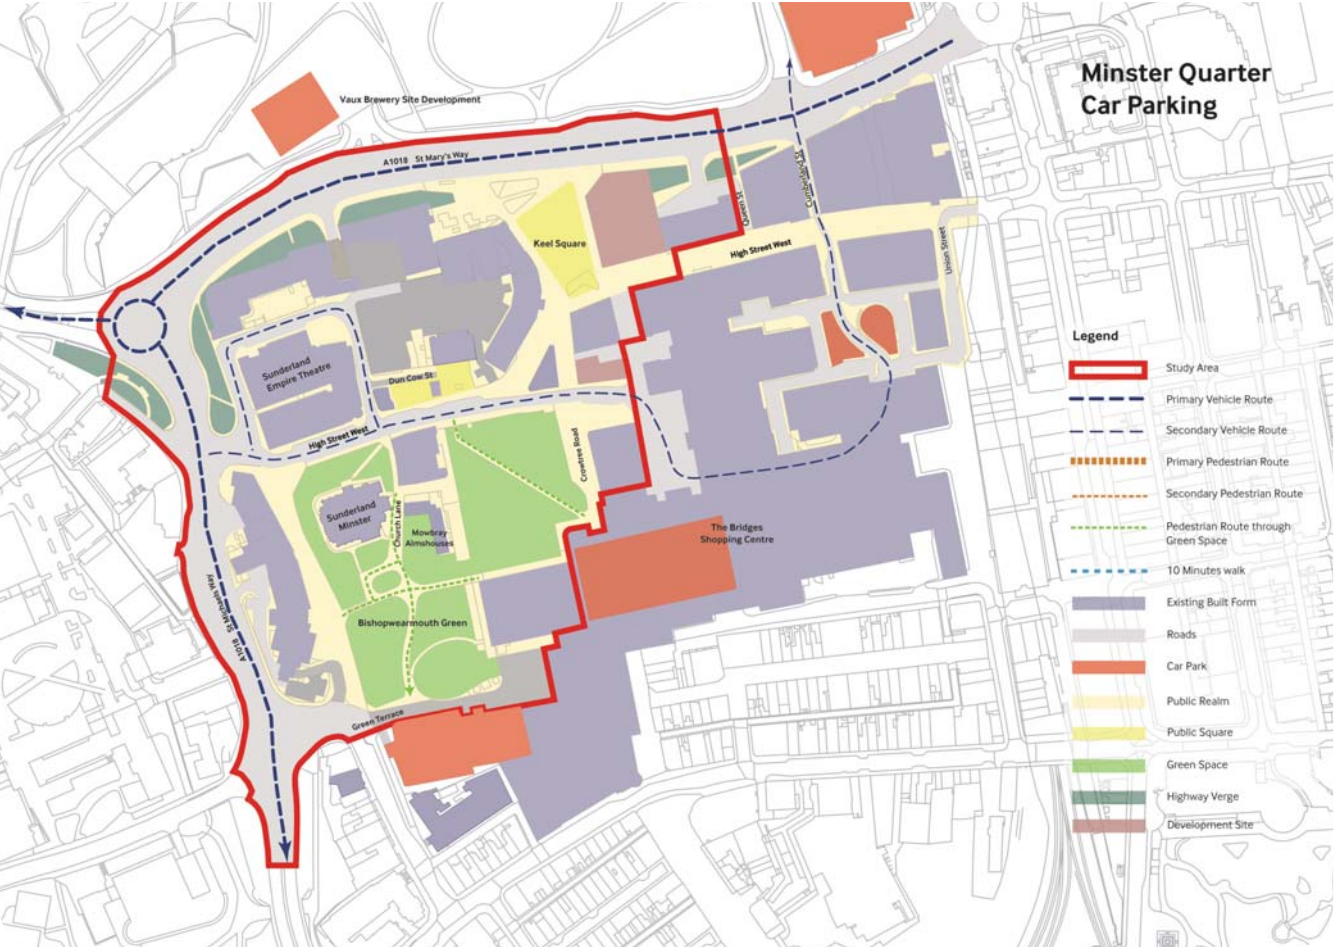 Minster Quarter
Car Parking
Vaux Brewery Site Development
A1018 St Mary's Way
Keel Square
Queen St
Cumberland St
High Street West
Union Street
Sunderland
Empire Theatre
Dun Cow St
High Street West
Crowtree Road
Sunderland
Minster
Church Lane
Mowbray
Almshouses
The Bridges
Shopping Centre
Bishopwearmouth Green
A1018 St Michaels Way
Green Terrace
Legend
Study Area
Primary Vehicle Route
Secondary Vehicle Route
Primary Pedestrian Route
Secondary Pedestrian Route
Pedestrian Route through
Green Space
10 Minutes walk
Existing Built Form
Roads
Car Park
Public Realm
Public Square
Green Space
Highway Verge
Development Site